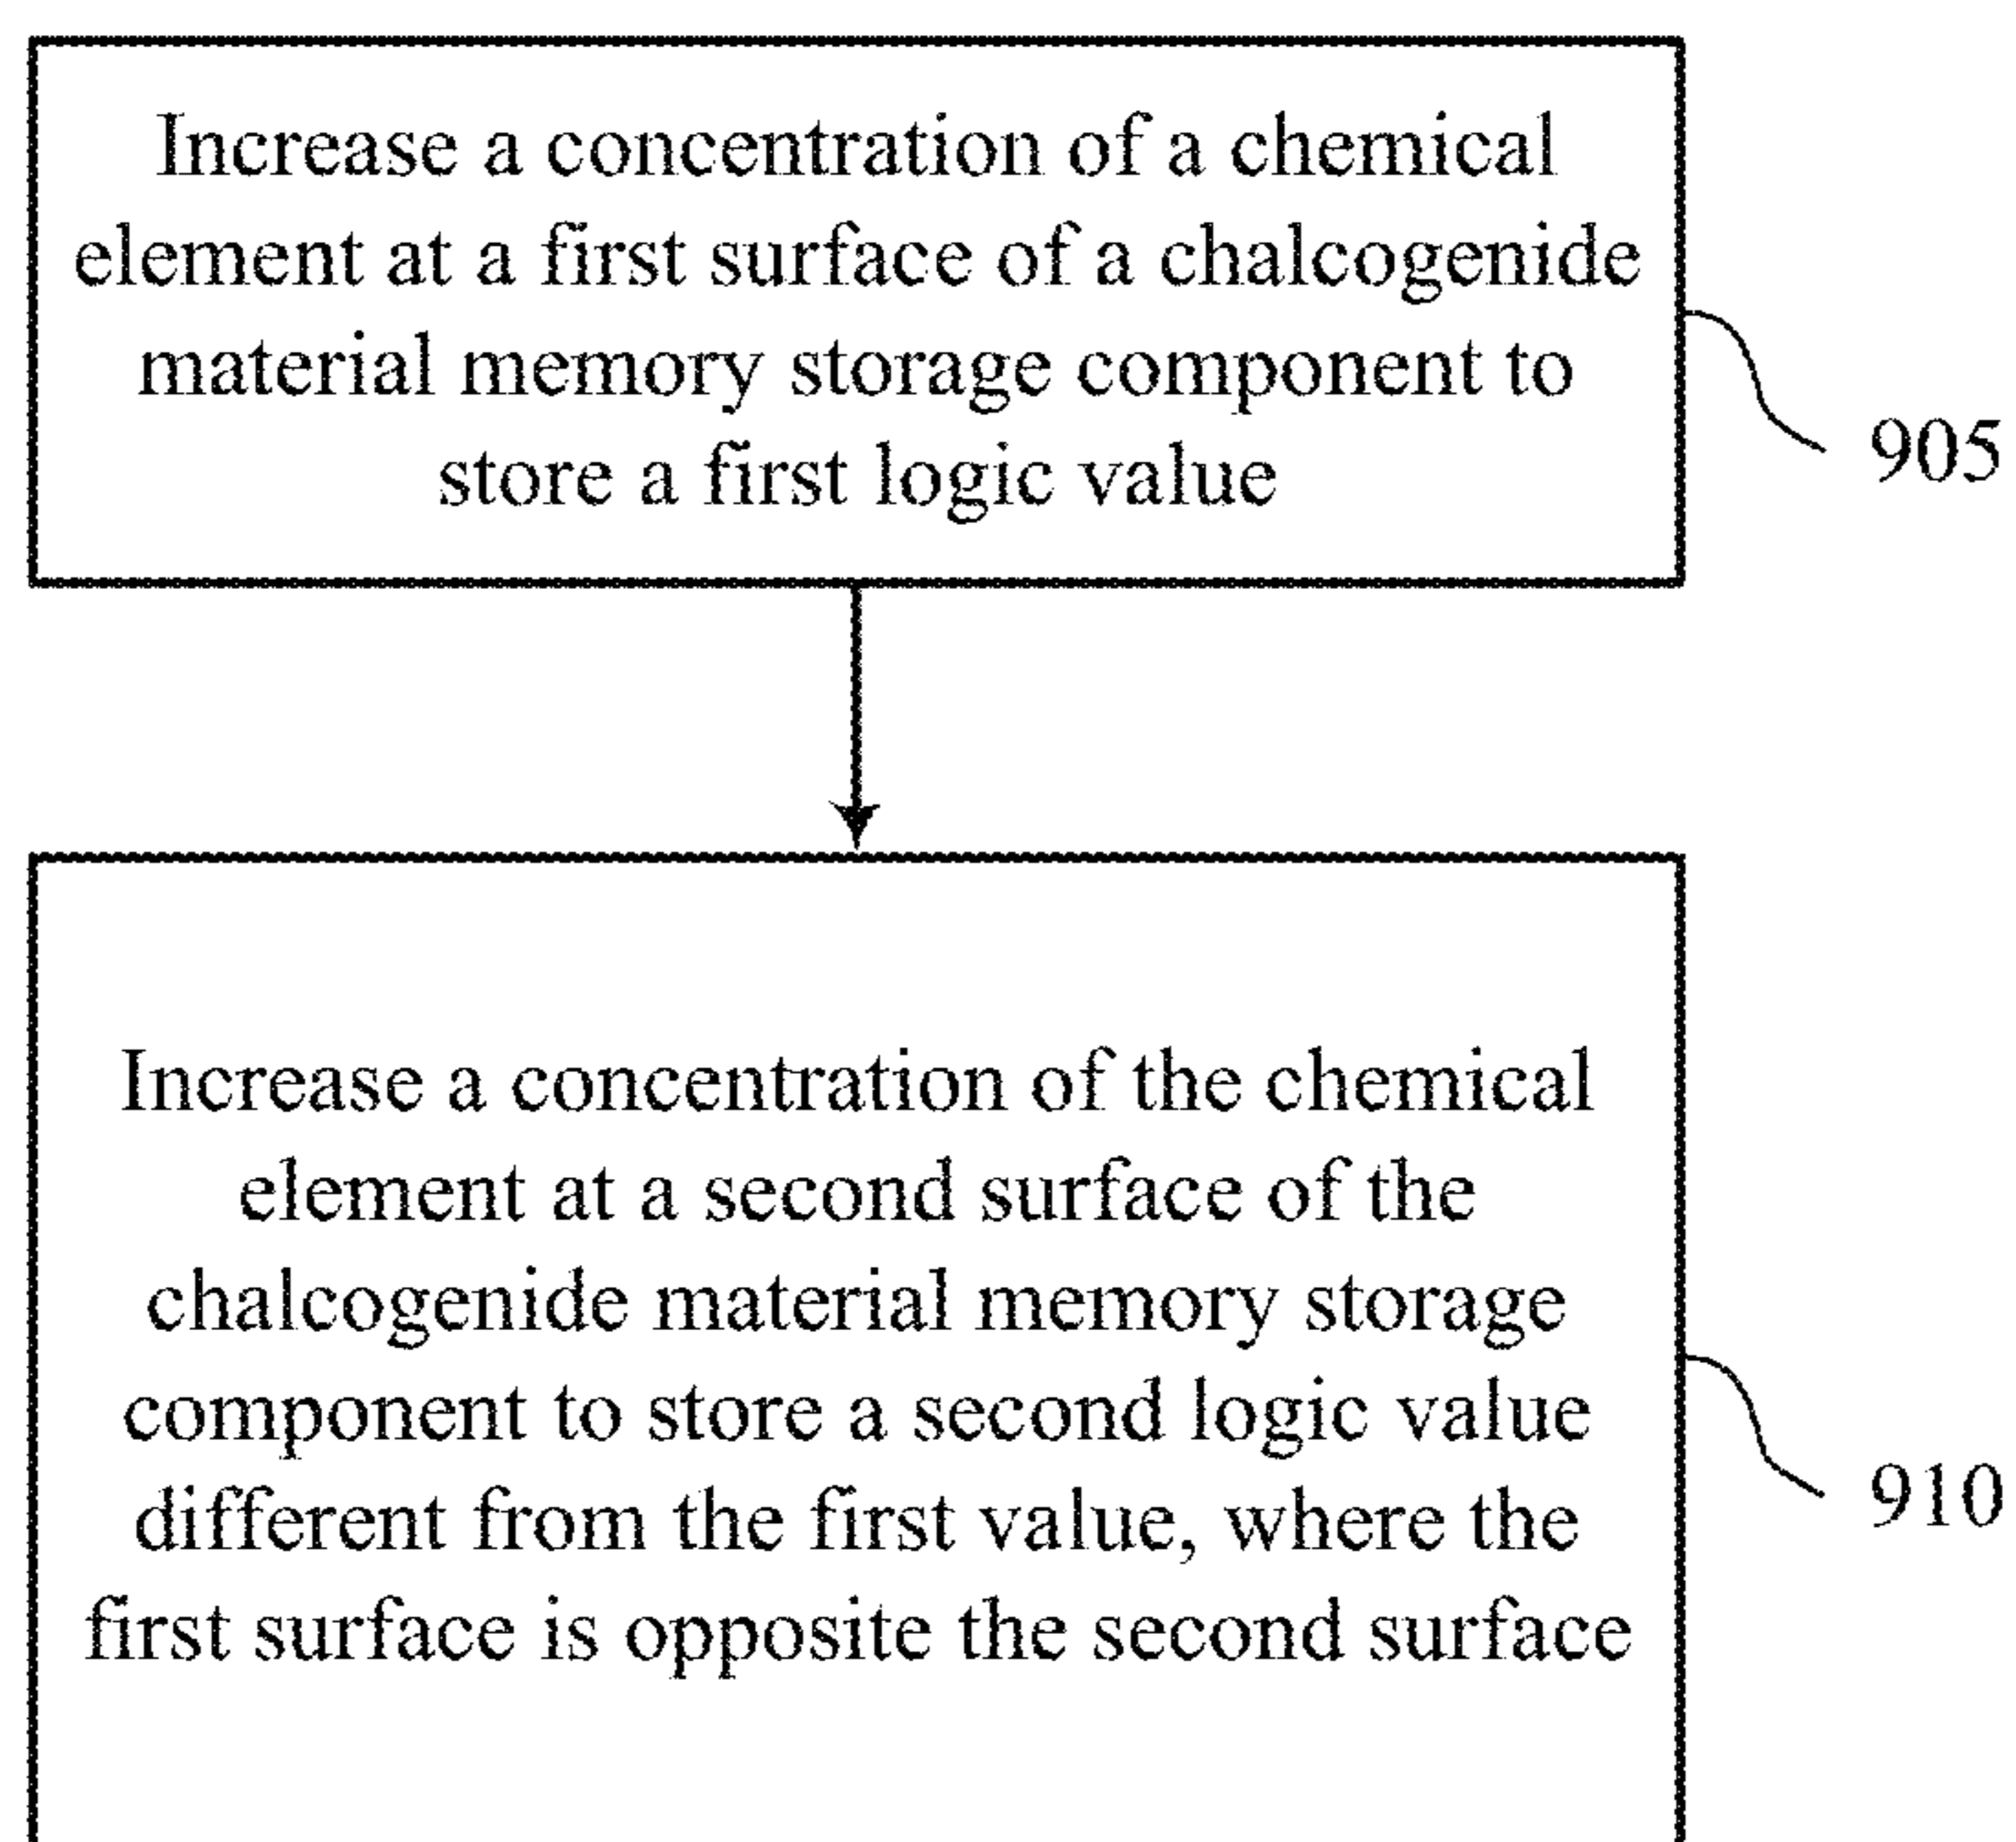 Increase a concentration of a chemical
element at a first surface of a chalcogenide
material memory storage component to
store a first logic value
905
Increase a concentration of the chemical
element at a second surface of the
chalcogenide material memory storage
component to store a second logic value
different from the first value, where the
first surface is opposite the second surface
910